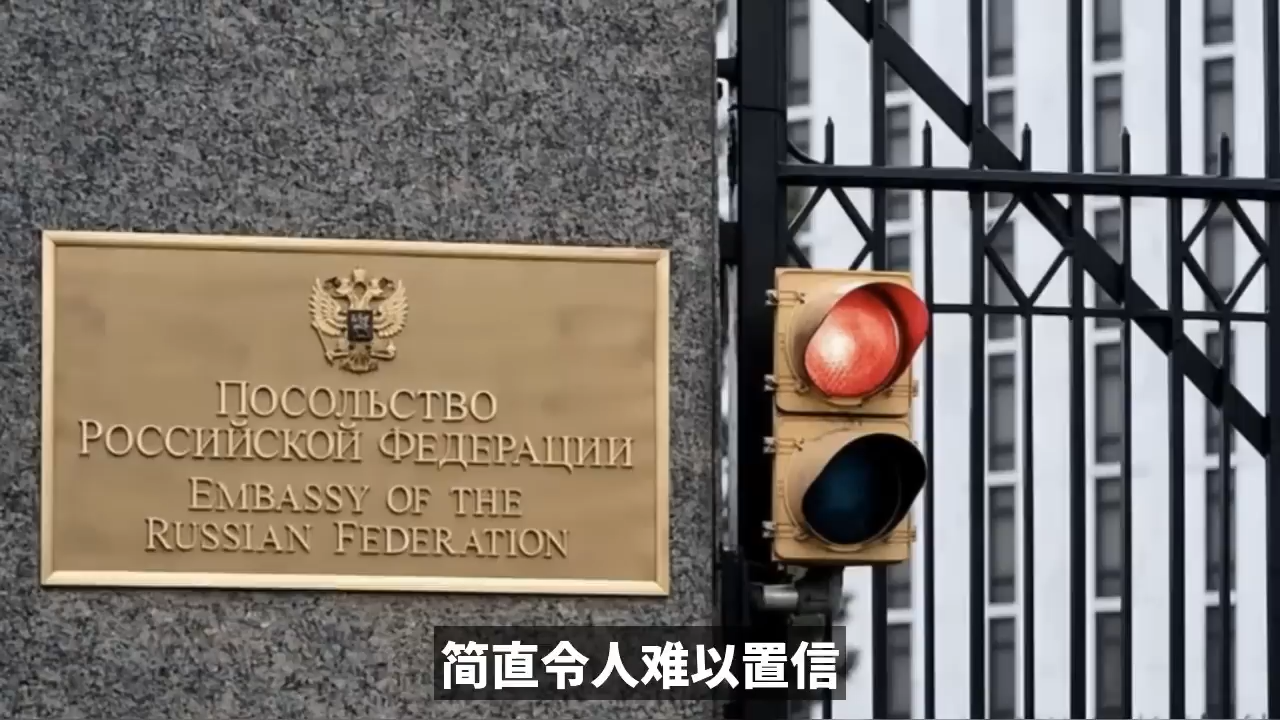 ПОСОЛЬСТВО
РОССИЙСКОЙ ФЕДЕРАЦИИ
EMBASSY OF THE
RUSSIAN FEDERATION
简直令人难以置信